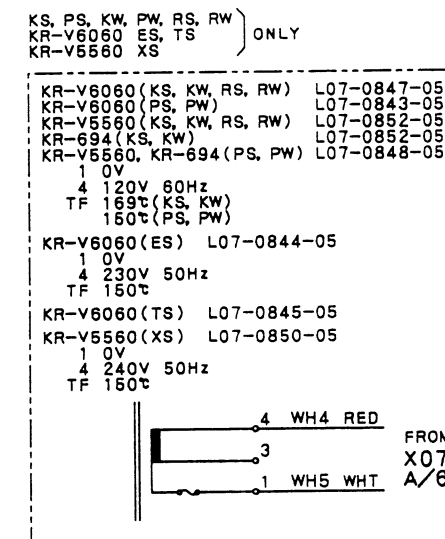 KS, PS, KW, PW, RS, RW
KR-V6060 ES, TS
KR-V5560 XS
ONLY
KR-V6060(KS, KW, RS, RW) L07-0847-05
KR-V6060(PS, PW) L07-0843-05
KR-V5560(KS, KW, RS, RW) L07-0852-05
KR-694(KS, KW) L07-0852-05
KR-V5560, KR-694(PS, PW) L07-0848-05
1 0V
4 120V 60Hz
TF 169℃(KS, KW)
150℃(PS, PW)
KR-V6060(ES) L07-0844-05
1 0V
4 230V 50Hz
TF 150℃
KR-V6060(TS) L07-0845-05
KR-V5560(XS) L07-0850-05
1 0V
4 240V 50Hz
TF 150℃
4 WH4 RED
3
1 WH5 WHT
FROM
X07
A/6